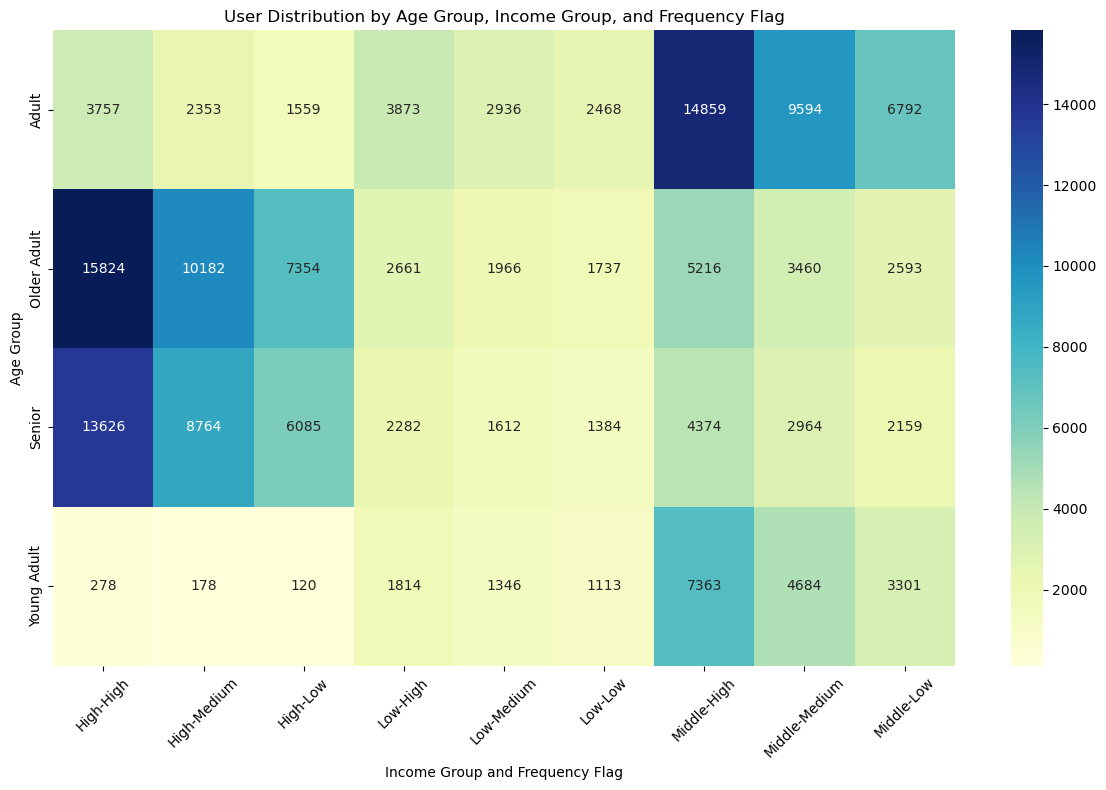 User Distribution by Age Group, Income Group, and Frequency Flag
Age Group
Adult
3757 2353 1559 3873 2936 2468 14859 9594 6792
Older Adult
15824 10182 7354 2661 1966 1737 5216 3460 2593
Senior
13626 8764 6085 2282 1612 1384 4374 2964 2159
Young Adult
278 178 120 1814 1346 1113 7363 4684 3301
High-High
High-Medium
High-Low
Low-High
Low-Medium
Low-Low
Middle-High
Middle-Medium
Middle-Low
Income Group and Frequency Flag
14000
12000
10000
8000
6000
4000
2000